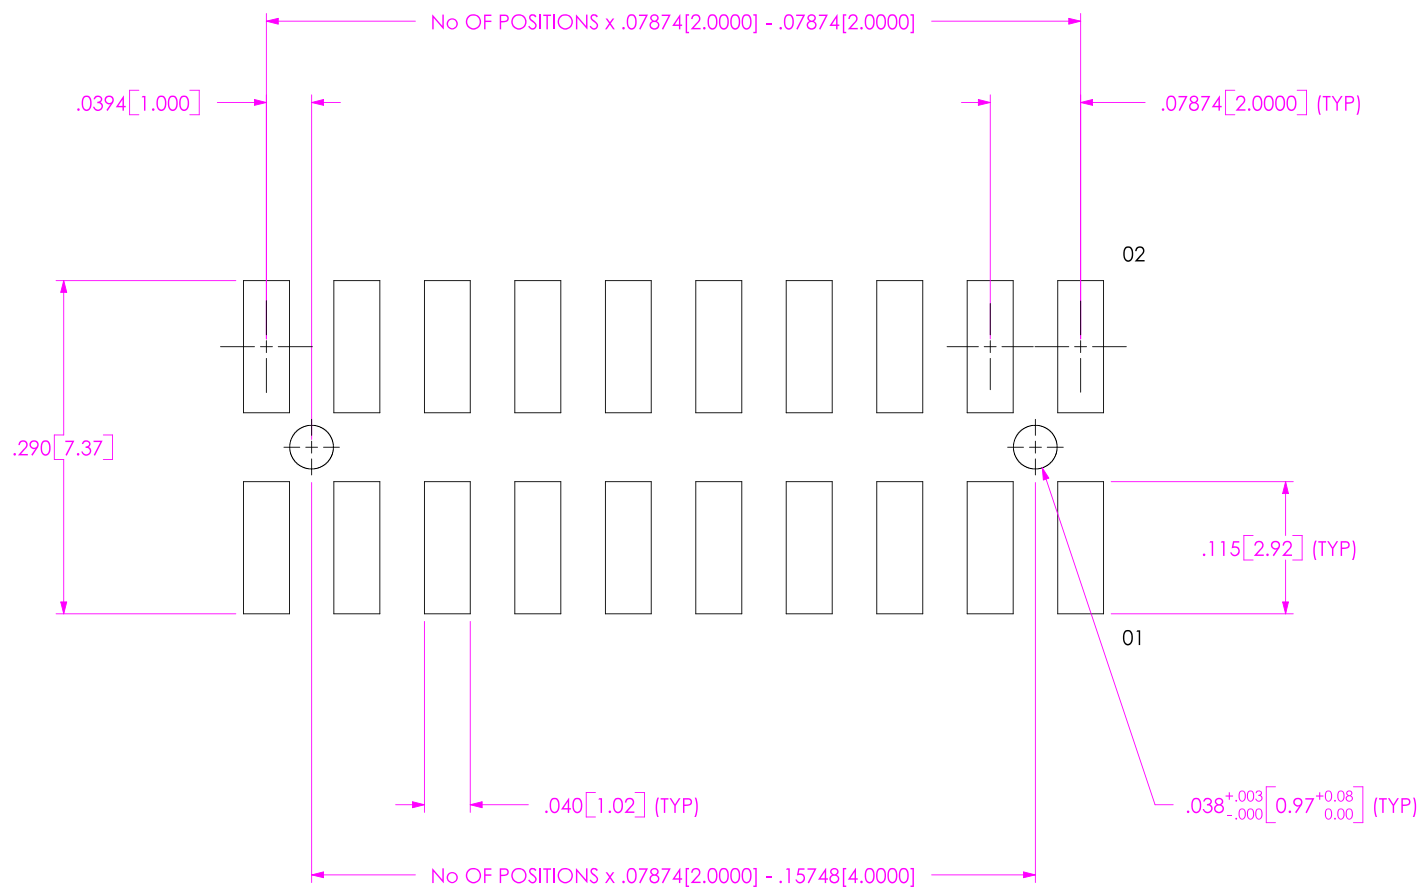 No OF POSITIONS x .07874[2.0000] - .07874[2.0000]
.0394[1.000]
.07874[2.0000] (TYP)
02
.290[7.37]
.115[2.92] (TYP)
01
.040[1.02] (TYP)
.038 +.003 -.000 [0.97 +0.08 0.00] (TYP)
No OF POSITIONS x .07874[2.0000] - .15748[4.0000]